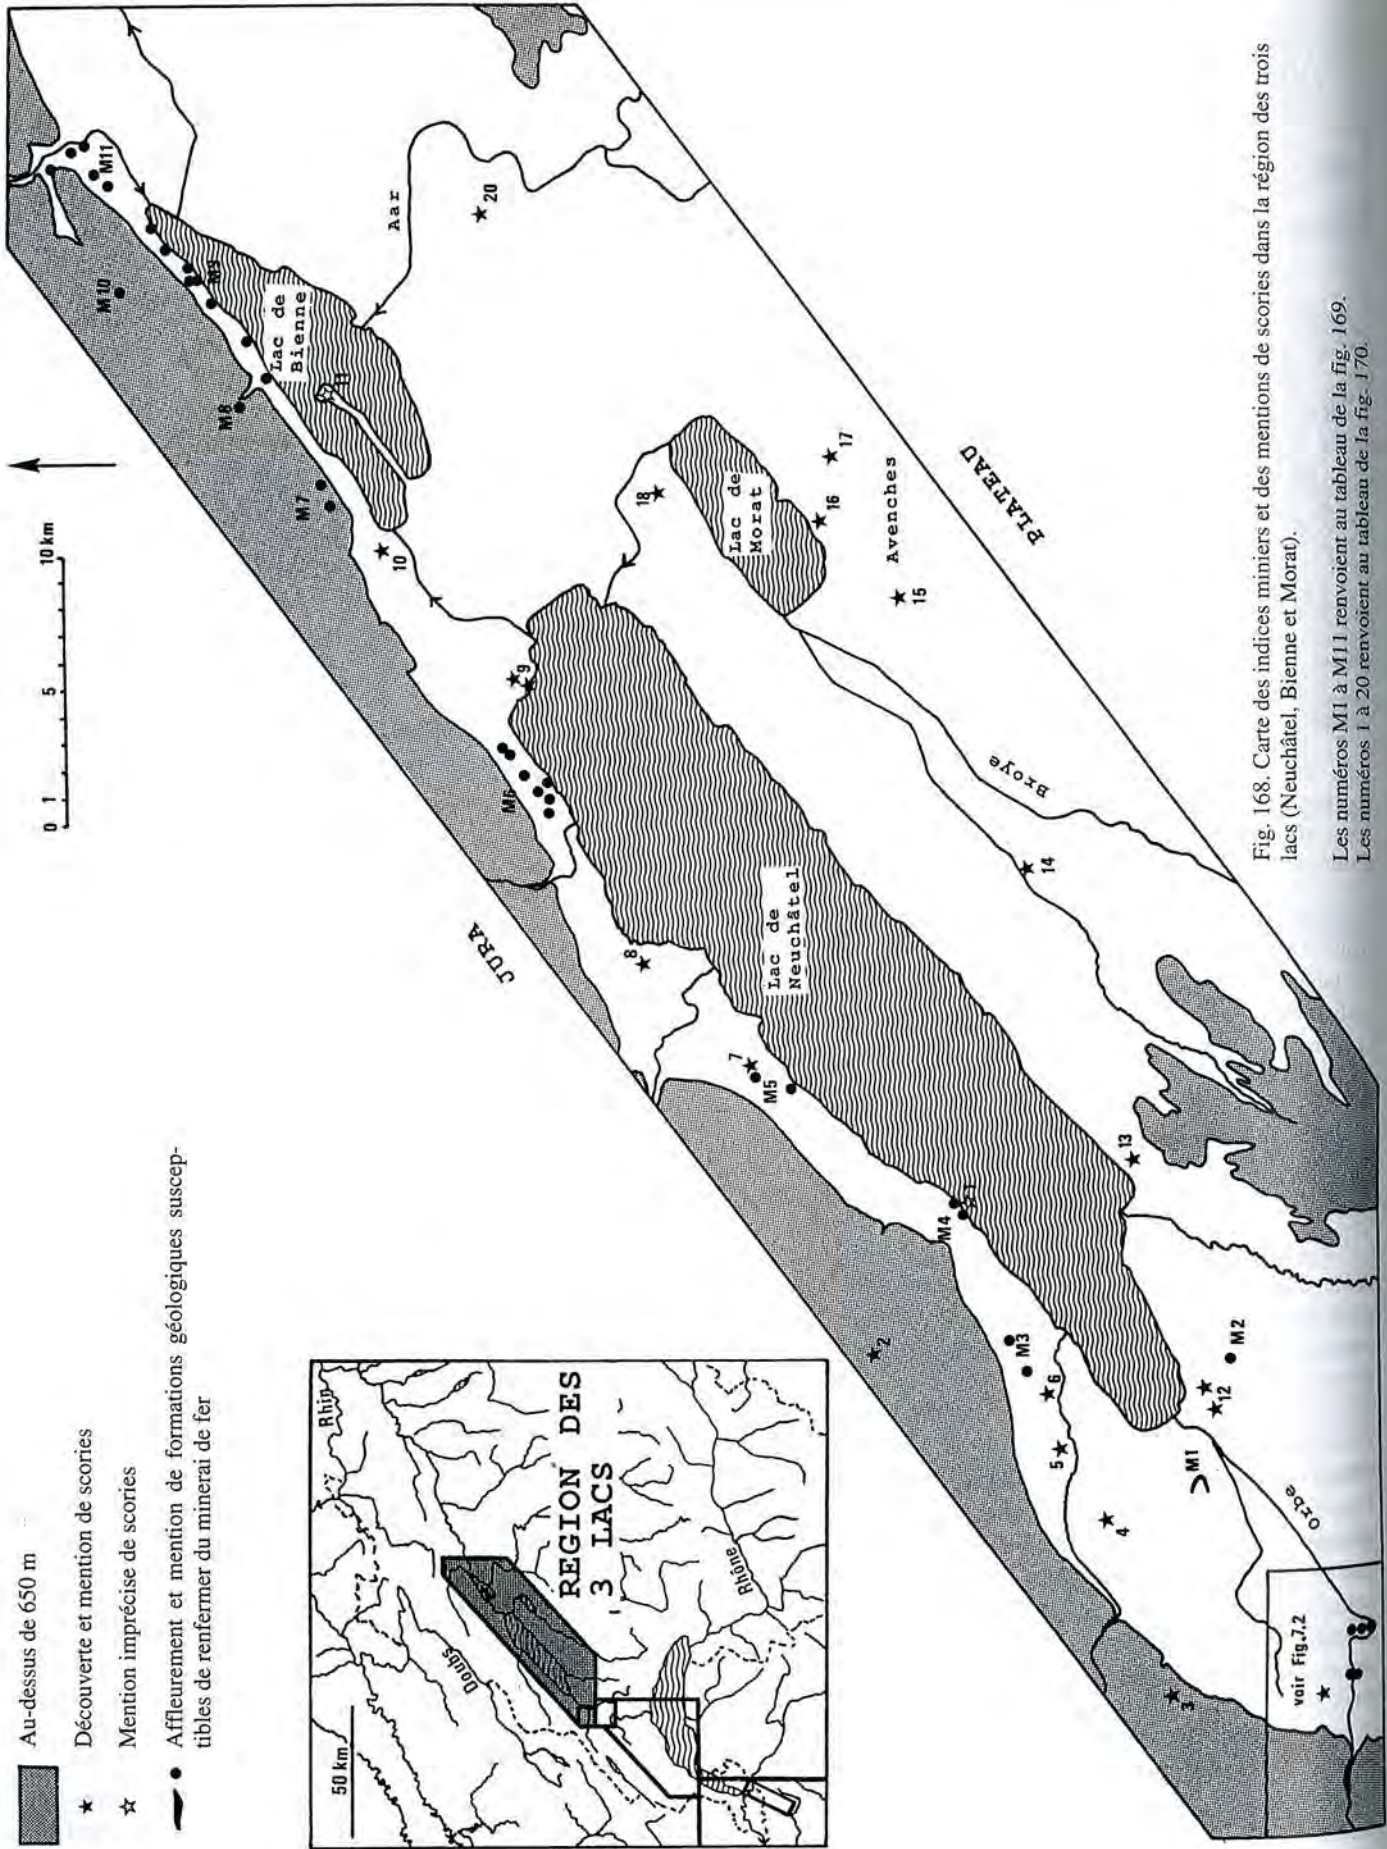 Au-dessus de 650 m
Découverte et mention de scories
Mention imprécise de scories
Affleurement et mention de formations géologiques suscep-
tibles de renfermer du minerai de fer
0 1 5 10 km
50 km
Rhin
Doubs
REGION DES
3 LACS
Rhône
JURA
PLATEAU
M11
M10
M9
M8
M7
M6
M5
M4
M3
M2
M1
Lac de
Bienne
Lac de
Morat
Lac de
Neuchâtel
Aar
Avenches
Broye
Orbe
1
2
3
4
5
6
7
8
9
10
11
12
13
14
15
16
17
18
20
voir Fig.7.2
Fig. 168. Carte des indices miniers et des mentions de scories dans la région des trois
lacs (Neuchâtel, Bienne et Morat).
Les numéros M1 à M11 renvoient au tableau de la fig. 169.
Les numéros 1 à 20 renvoient au tableau de la fig. 170.